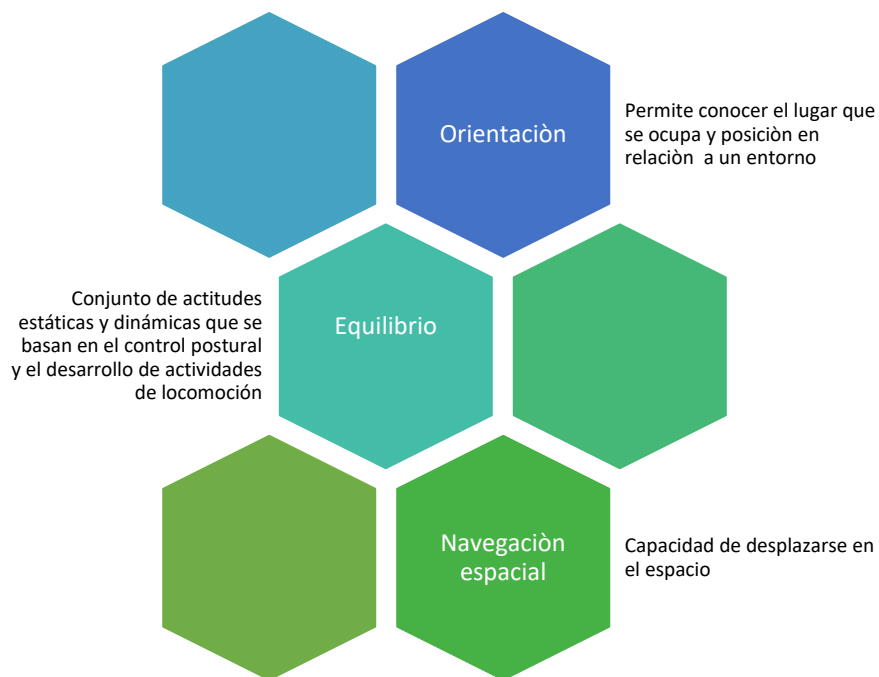 Orientaciòn
Permite conocer el lugar que
se ocupa y posiciòn en
relaciòn a un entorno
Conjunto de actitudes
estáticas y dinámicas que se
basan en el control postural
y el desarrollo de actividades
de locomoción
Equilibrio
Navegaciòn
espacial
Capacidad de desplazarse en
el espacio